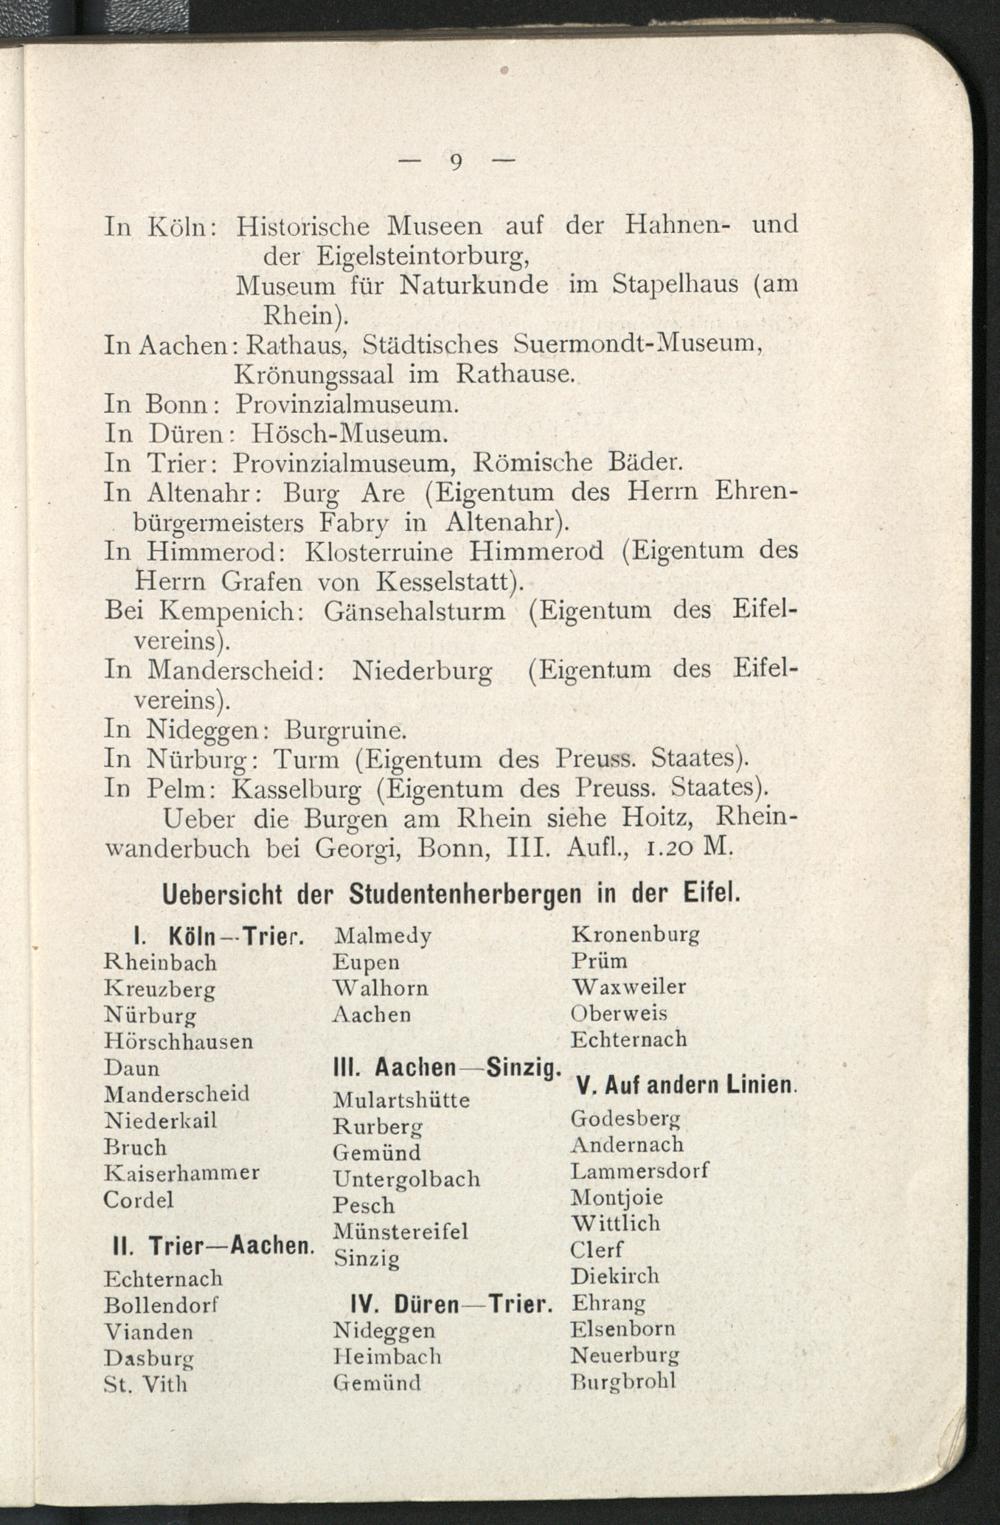 — 9 —
In Köln: Historische Museen auf der Hahnen- und
der Eigelsteintorburg,
Museum für Naturkunde im Stapelhaus (am
Rhein).
In Aachen: Rathaus, Städtisches Suermondt-Museum,
Krönungssaal im Rathause.
In Bonn: Provinzialmuseum.
In Düren: Hösch-Museum.
In Trier: Provinzialmuseum, Römische Bäder.
In Altenahr: Burg Are (Eigentum des Herrn Ehren-
bürgermeisters Fabry in Altenahr).
In Himmerod: Klosterruine Himmerod (Eigentum des
Herrn Grafen von Kesselstatt).
Bei Kempenich: Gänsehalsturm (Eigentum des Eifel-
vereins).
In Manderscheid: Niederburg (Eigentum des Eifel-
vereins).
In Nideggen: Burgruine.
In Nürburg: Turm (Eigentum des Preuss. Staates).
In Pelm: Kasselburg (Eigentum des Preuss. Staates).
Ueber die Burgen am Rhein siehe Hoitz, Rhein-
wanderbuch bei Georgi, Bonn, III. Aufl., 1.20 M.
Uebersicht der Studentenherbergen in der Eifel.
I. Köln—Trier.
Rheinbach
Kreuzberg
Nürburg
Hörschhausen
Daun
Manderscheid
Niederkail
Bruch
Kaiserhammer
Cordel
II. Trier—Aachen.
Echternach
Bollendorf
Vianden
Dasburg
St. Vith
Malmedy
Eupen
Walhorn
Aachen
III. Aachen—Sinzig.
Mulartshütte
Rurberg
Gemünd
Untergolbach
Pesch
Münstereifel
Sinzig
IV. Düren—Trier.
Nideggen
Heimbach
Gemünd
Kronenburg
Prüm
Waxweiler
Oberweis
Echternach
V. Auf andern Linien.
Godesberg
Andernach
Lammersdorf
Montjoie
Wittlich
Clerf
Diekirch
Ehrang
Elsenborn
Neuerburg
Burgbrohl